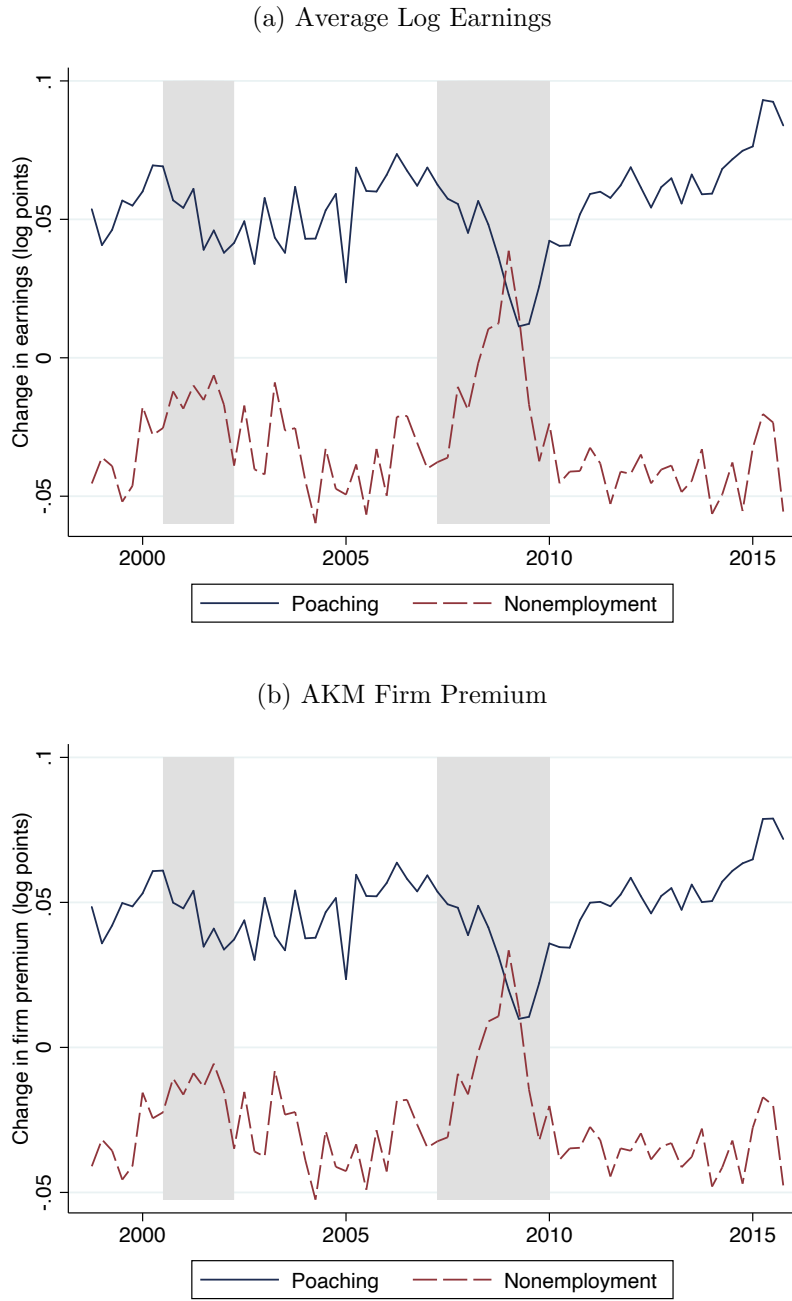 (a) Average Log Earnings
Change in earnings (log points)
.1
.05
0
-.05
2000 2005 2010 2015
Poaching Nonemployment
(b) AKM Firm Premium
Change in firm premium (log points)
.1
.05
0
-.05
2000 2005 2010 2015
Poaching Nonemployment